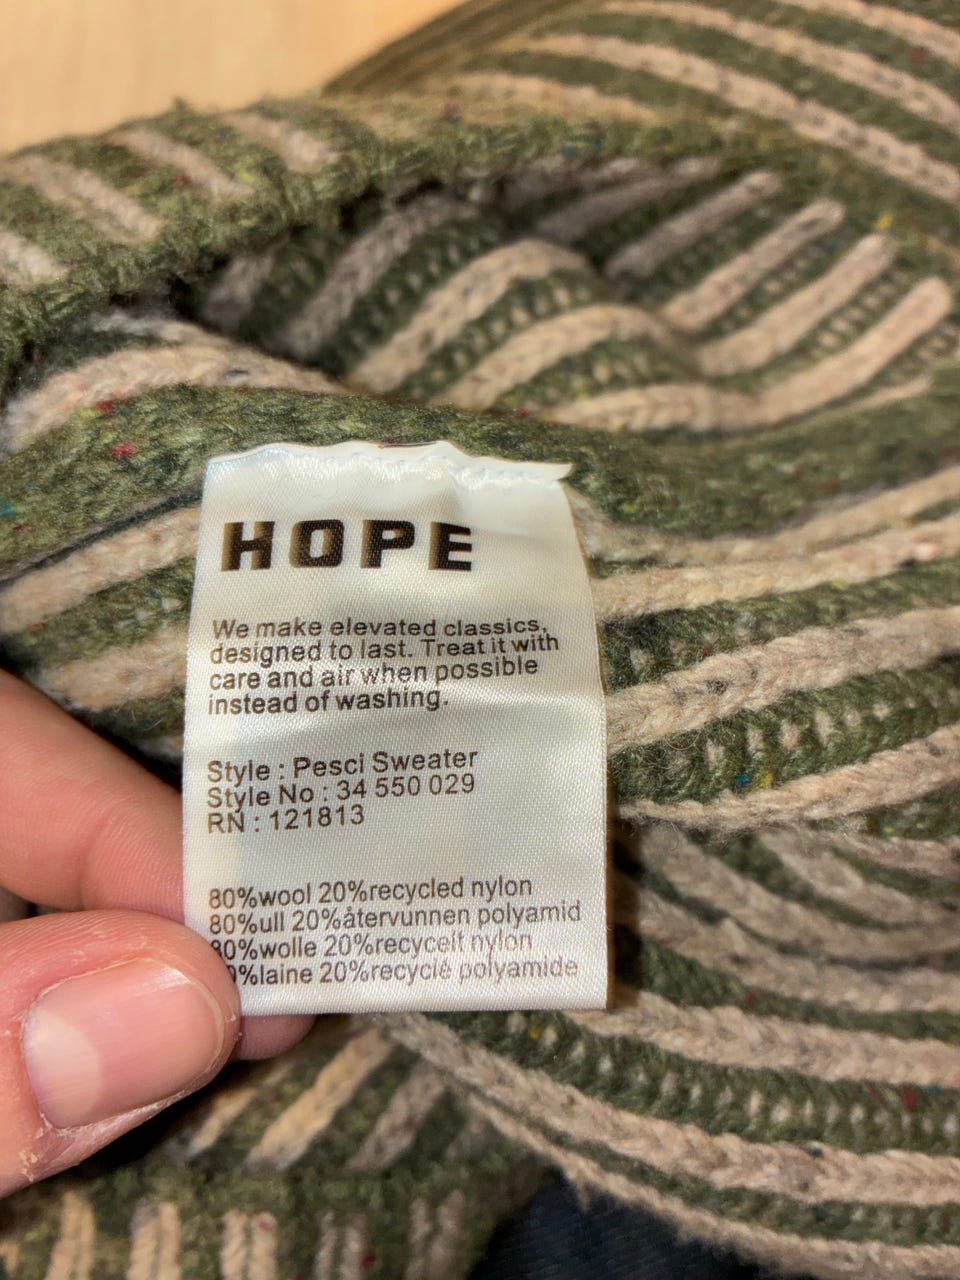 HOPE
We make elevated classics,
designed to last. Treat it with
care and air when possible
instead of washing.
Style : Pesci Sweater
Style No : 34 550 029
RN : 121813
80%wool 20%recycled nylon
80%ull 20%återvunnen polyamid
80%wolle 20%recyceit nylon
0%laine 20%recyclé polyamide